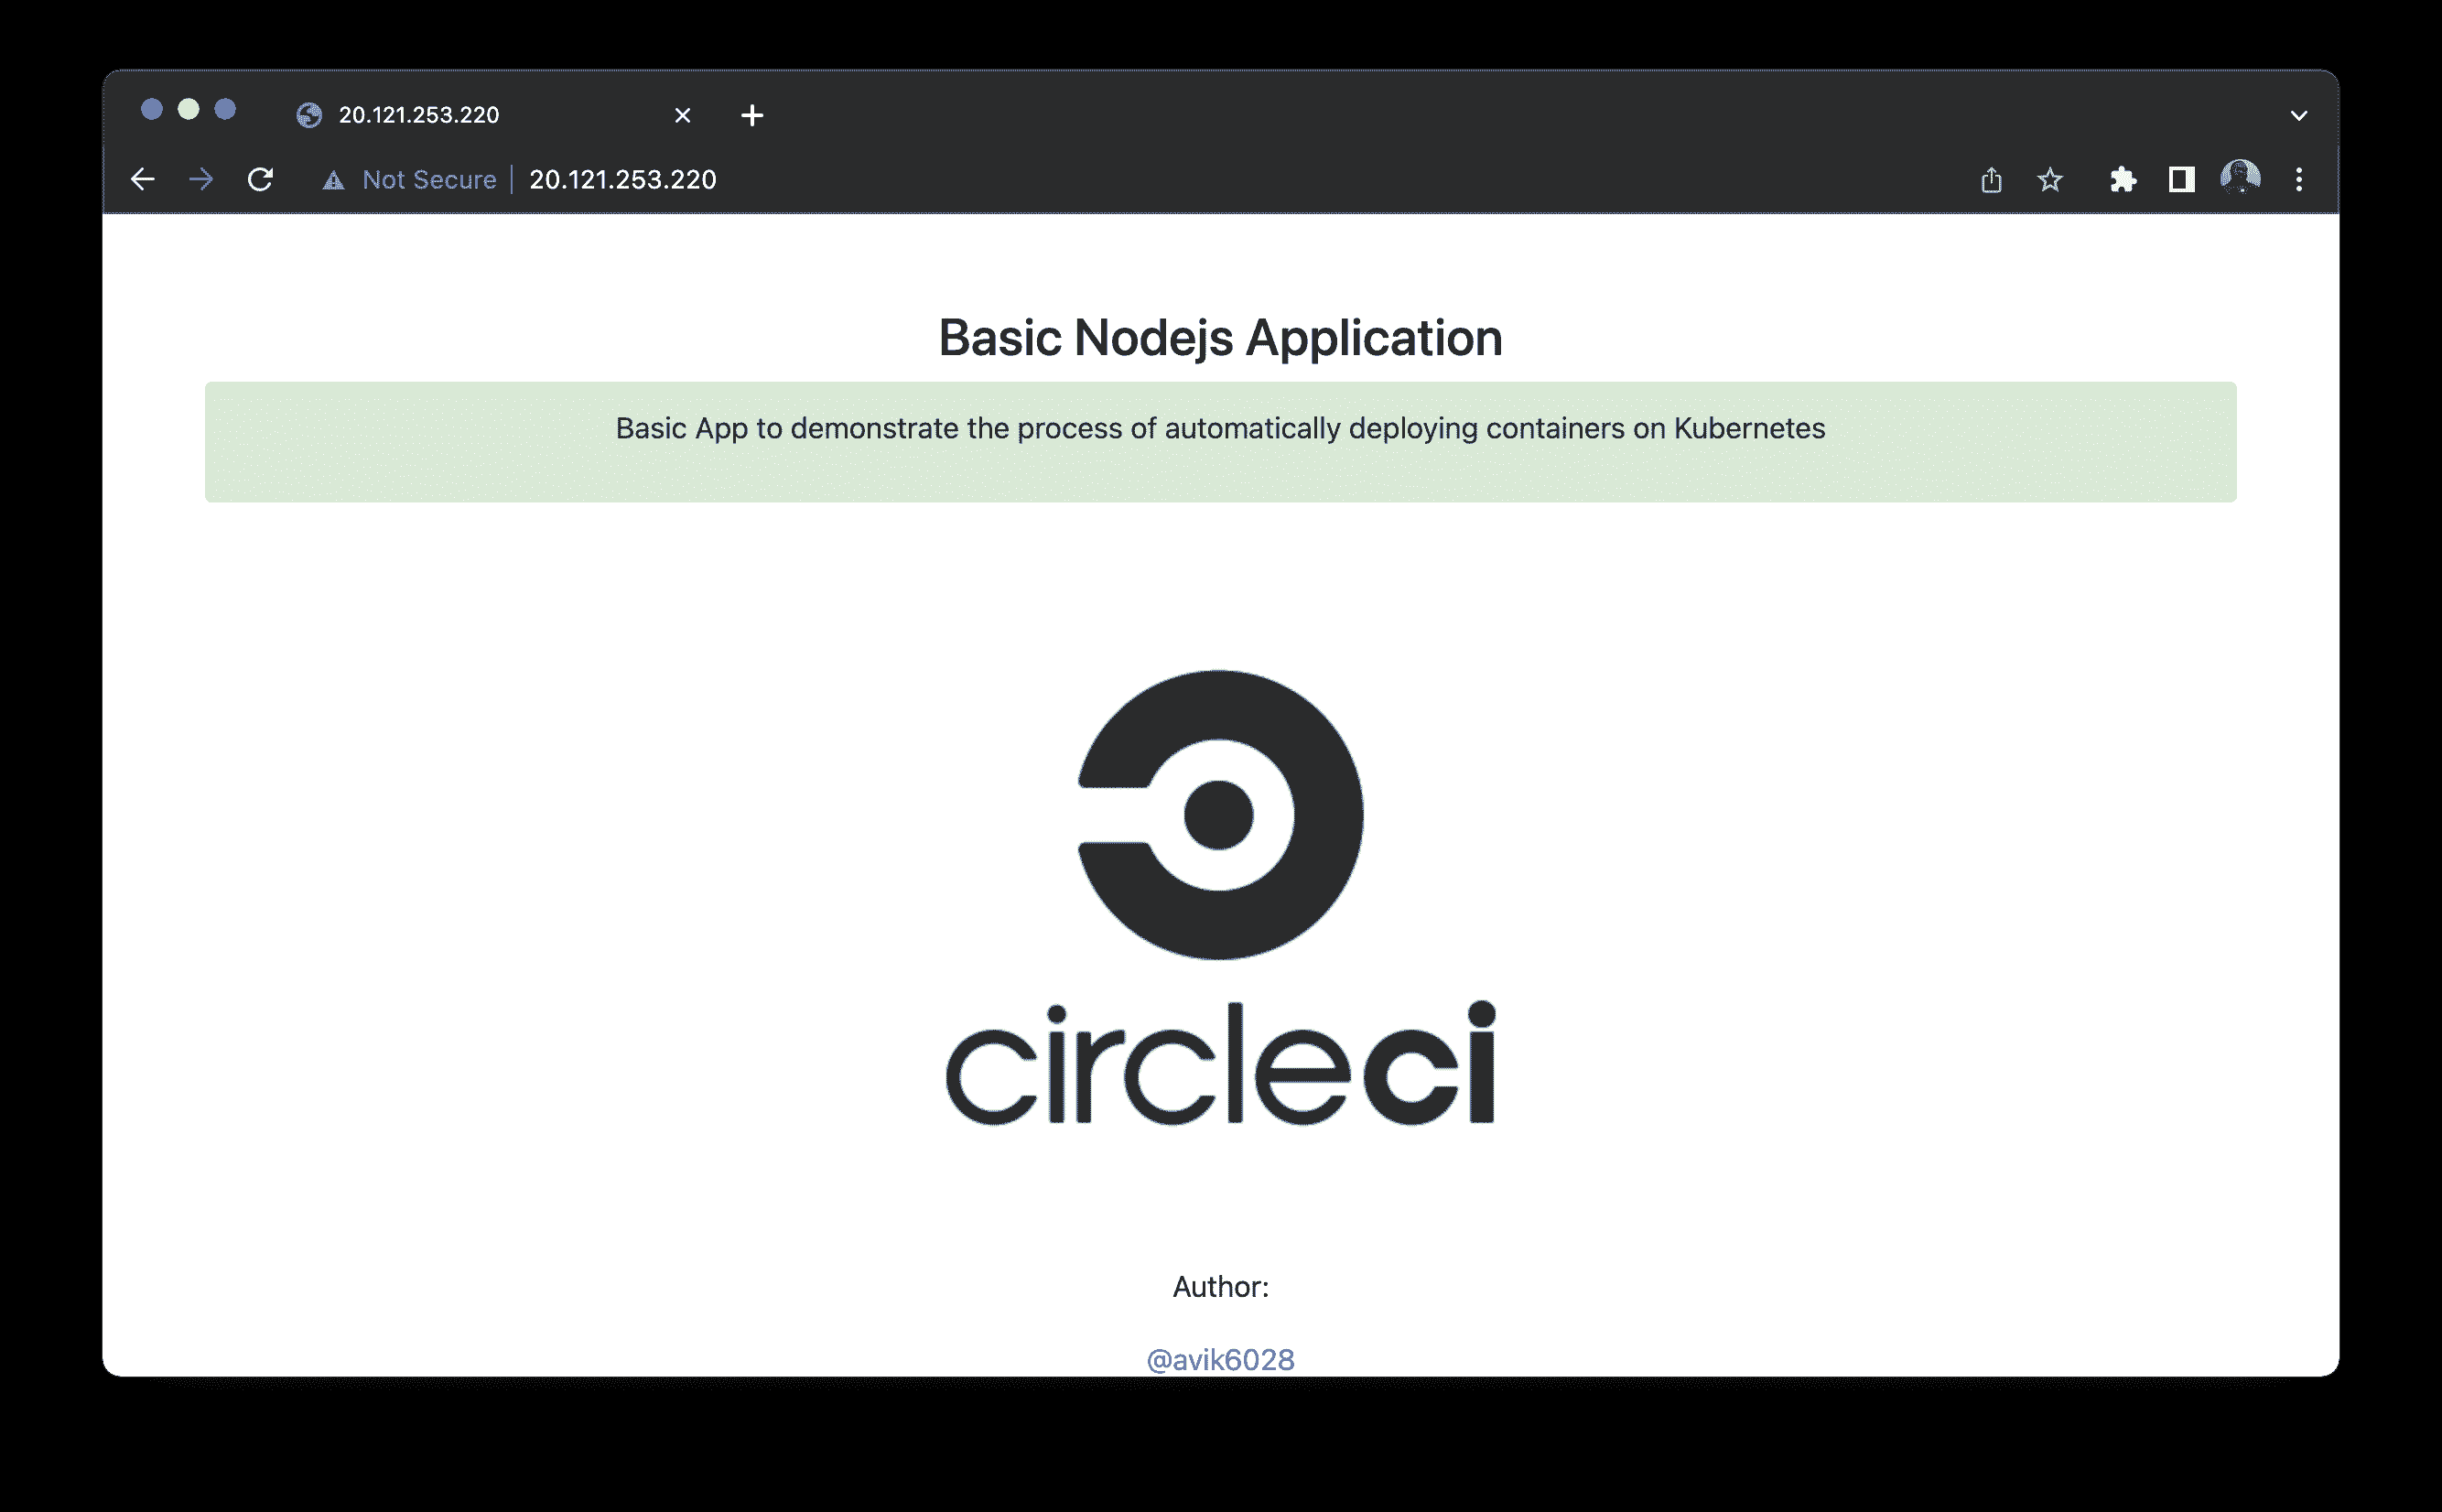 20.121.253.220
Not Secure 20.121.253.220
Basic Nodejs Application
Basic App to demonstrate the process of automatically deploying containers on Kubernetes
circleci
Author:
@avik6028